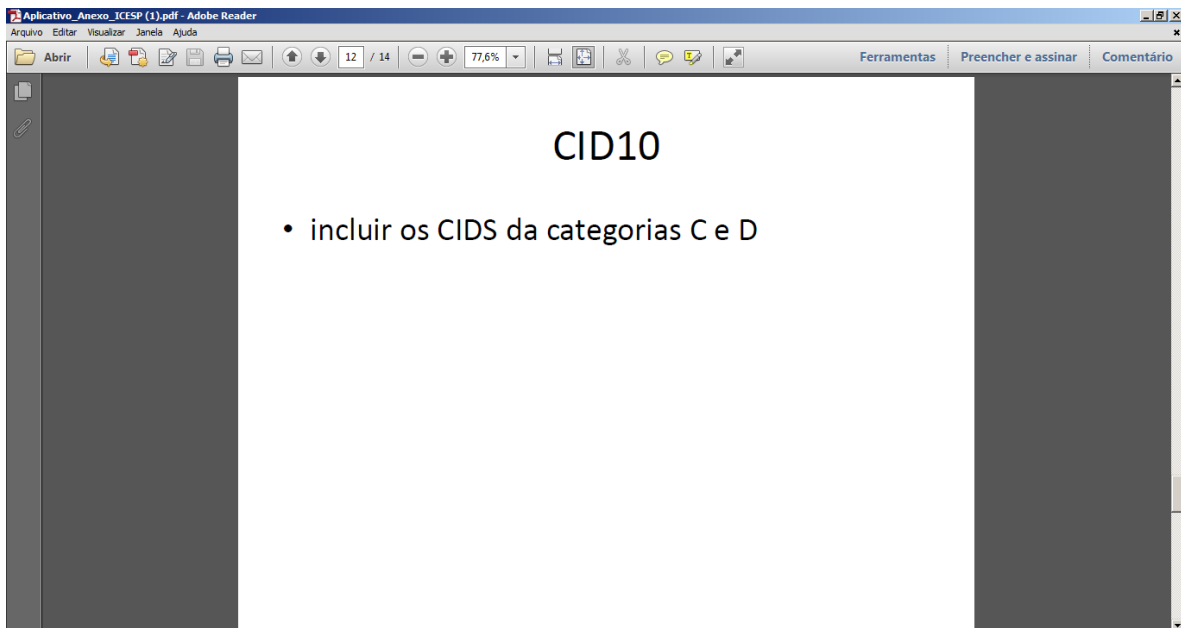 Aplicativo_Anexo_ICESP (1).pdf - Adobe Reader
Arquivo Editar Visualizar Janela Ajuda
Abrir 12 / 14 77,6% Ferramentas Preencher e assinar Comentário
CID10
• incluir os CIDS da categorias C e D